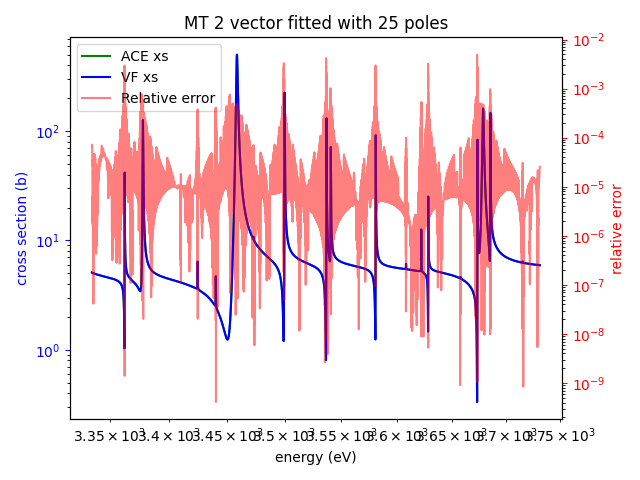 MT 2 vector fitted with 25 poles
ACE xs
VF xs
Relative error
cross section (b)
10²
10¹
10⁰
10⁻²
10⁻³
10⁻⁴
10⁻⁵
10⁻⁶
10⁻⁷
10⁻⁸
10⁻⁹
relative error
3.35 × 10³ 3.4 × 10³ 3.45 × 10³ 3.5 × 10³ 3.55 × 10³ 3.6 × 10³ 3.65 × 10³ 3.7 × 10³ 3.75 × 10³
energy (eV)